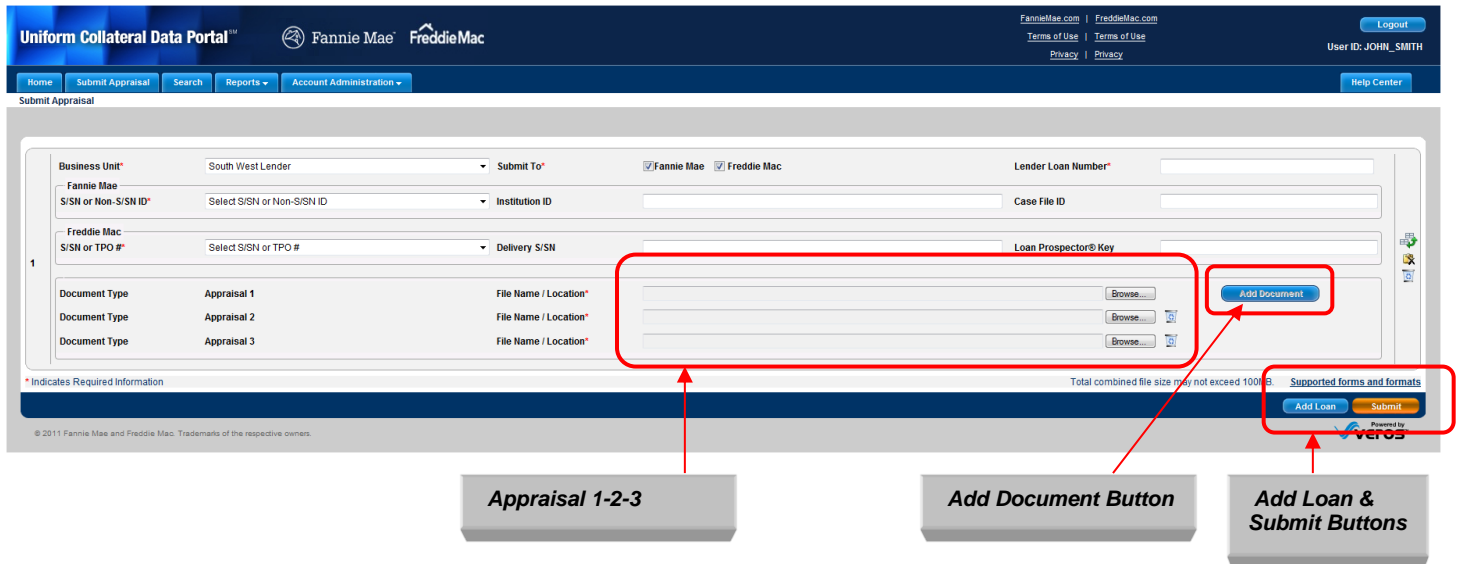 Uniform Collateral Data Portal℠ Fannie Mae® Freddie Mac
FannieMae.com | FreddieMac.com
Terms of Use | Terms of Use
Privacy | Privacy
Logout
User ID: JOHN_SMITH
Home Submit Appraisal Search Reports Account Administration Help Center
Submit Appraisal
Business Unit* South West Lender Submit To* Fannie Mae Freddie Mac Lender Loan Number*
Fannie Mae
S/SN or Non-S/SN ID* Select S/SN or Non-S/SN ID Institution ID Case File ID
Freddie Mac
S/SN or TPO #* Select S/SN or TPO # Delivery S/SN Loan Prospector® Key
1
Document Type Appraisal 1 File Name / Location* Browse... Add Document
Document Type Appraisal 2 File Name / Location* Browse...
Document Type Appraisal 3 File Name / Location* Browse...
* Indicates Required Information Total combined file size may not exceed 100MB. Supported forms and formats
Add Loan Submit
© 2011 Fannie Mae and Freddie Mac. Trademarks of the respective owners.
Powered by
veros
Appraisal 1-2-3
Add Document Button
Add Loan &
Submit Buttons